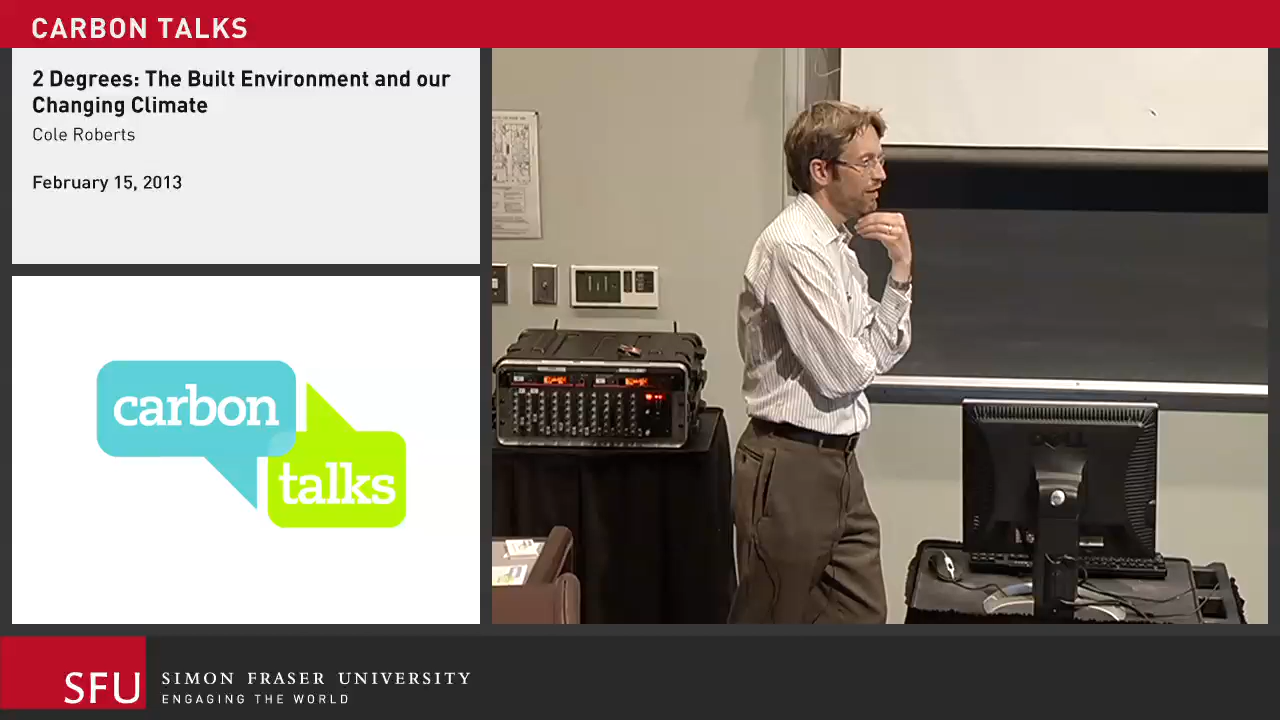 CARBON TALKS
2 Degrees: The Built Environment and our
Changing Climate
Cole Roberts
February 15, 2013
carbon
talks
SFU
SIMON FRASER UNIVERSITY
ENGAGING THE WORLD